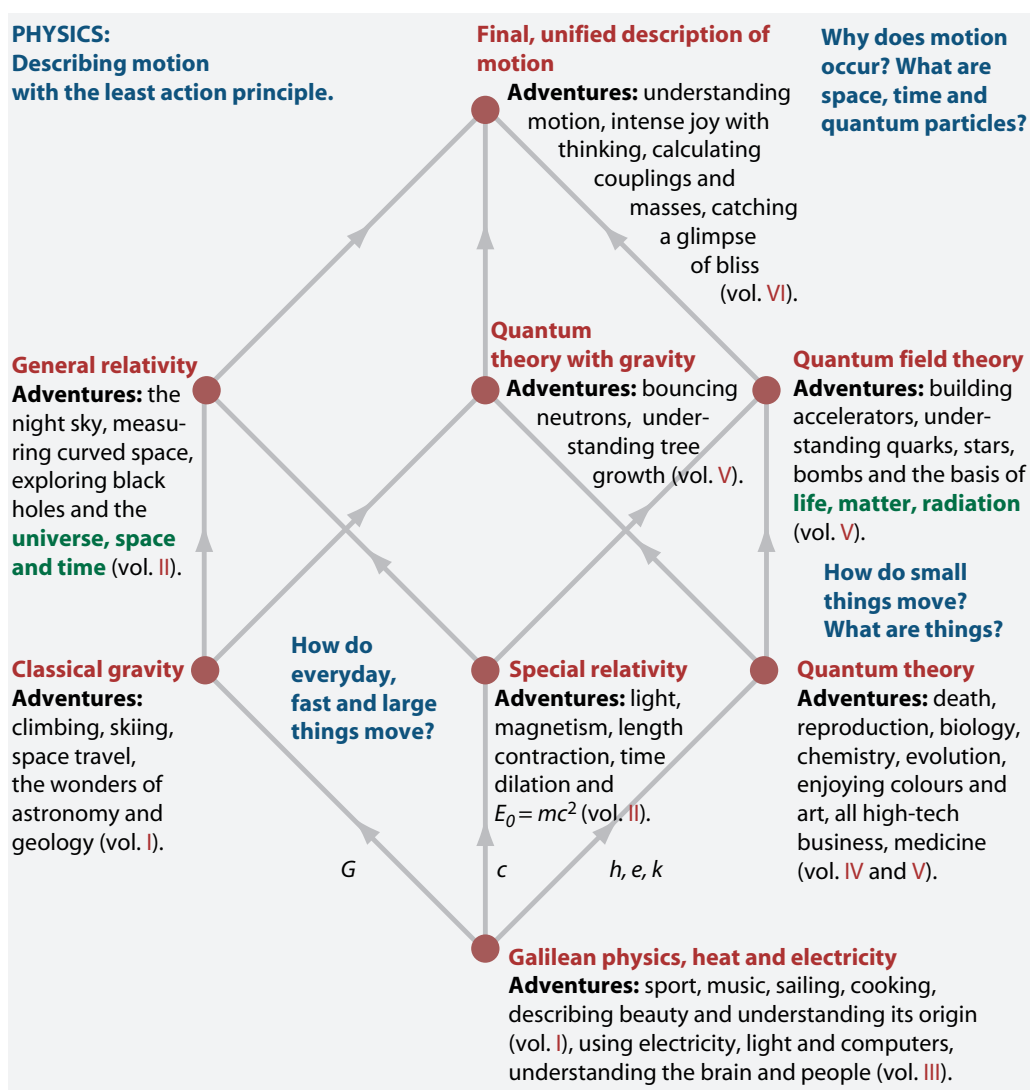 PHYSICS:
Describing motion
with the least action principle.
Final, unified description of
motion
Adventures: understanding
motion, intense joy with
thinking, calculating
couplings and
masses, catching
a glimpse
of bliss
(vol. VI).
Why does motion
occur? What are
space, time and
quantum particles?
General relativity
Adventures: the
night sky, measu-
ring curved space,
exploring black
holes and the
universe, space
and time (vol. II).
Quantum
theory with gravity
Adventures: bouncing
neutrons, under-
standing tree
growth (vol. V).
Quantum field theory
Adventures: building
accelerators, under-
standing quarks, stars,
bombs and the basis of
life, matter, radiation
(vol. V).
How do small
things move?
What are things?
How do
everyday,
fast and large
things move?
Classical gravity
Adventures:
climbing, skiing,
space travel,
the wonders of
astronomy and
geology (vol. I).
Special relativity
Adventures: light,
magnetism, length
contraction, time
dilation and
E₀ = mc² (vol. II).
Quantum theory
Adventures: death,
reproduction, biology,
chemistry, evolution,
enjoying colours and
art, all high-tech
business, medicine
(vol. IV and V).
G
c
h, e, k
Galilean physics, heat and electricity
Adventures: sport, music, sailing, cooking,
describing beauty and understanding its origin
(vol. I), using electricity, light and computers,
understanding the brain and people (vol. III).